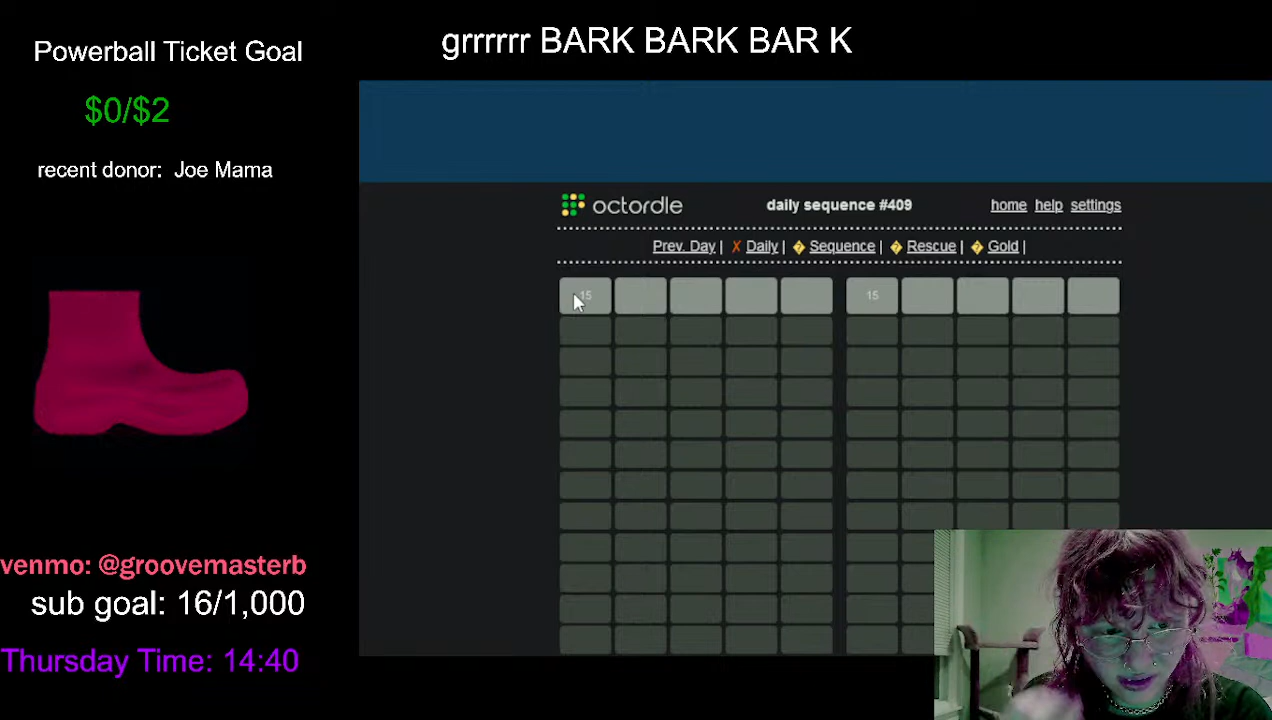 Powerball Ticket Goal
$0/$2
recent donor: Joe Mama
grrrrrr BARK BARK BAR K
octordle
daily sequence #409
home help settings
Prev. Day | ✗ Daily | ? Sequence | ? Rescue | ? Gold |
15 15
venmo: @groovemasterb
sub goal: 16/1,000
Thursday Time: 14:40